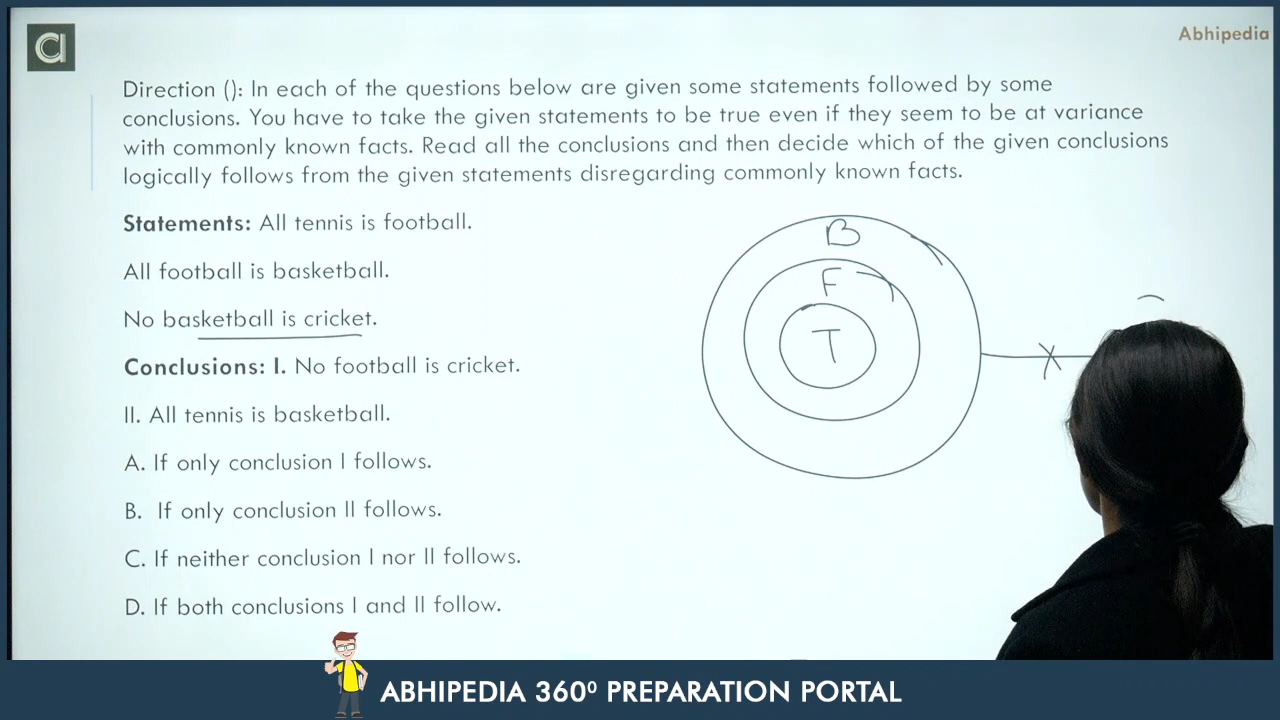 Abhipedia
Direction (): In each of the questions below are given some statements followed by some
conclusions. You have to take the given statements to be true even if they seem to be at variance
with commonly known facts. Read all the conclusions and then decide which of the given conclusions
logically follows from the given statements disregarding commonly known facts.
Statements: All tennis is football.
All football is basketball.
No basketball is cricket.
Conclusions: I. No football is cricket.
II. All tennis is basketball.
A. If only conclusion I follows.
B. If only conclusion II follows.
C. If neither conclusion I nor II follows.
D. If both conclusions I and II follow.
B
F
T
ABHIPEDIA 360⁰ PREPARATION PORTAL